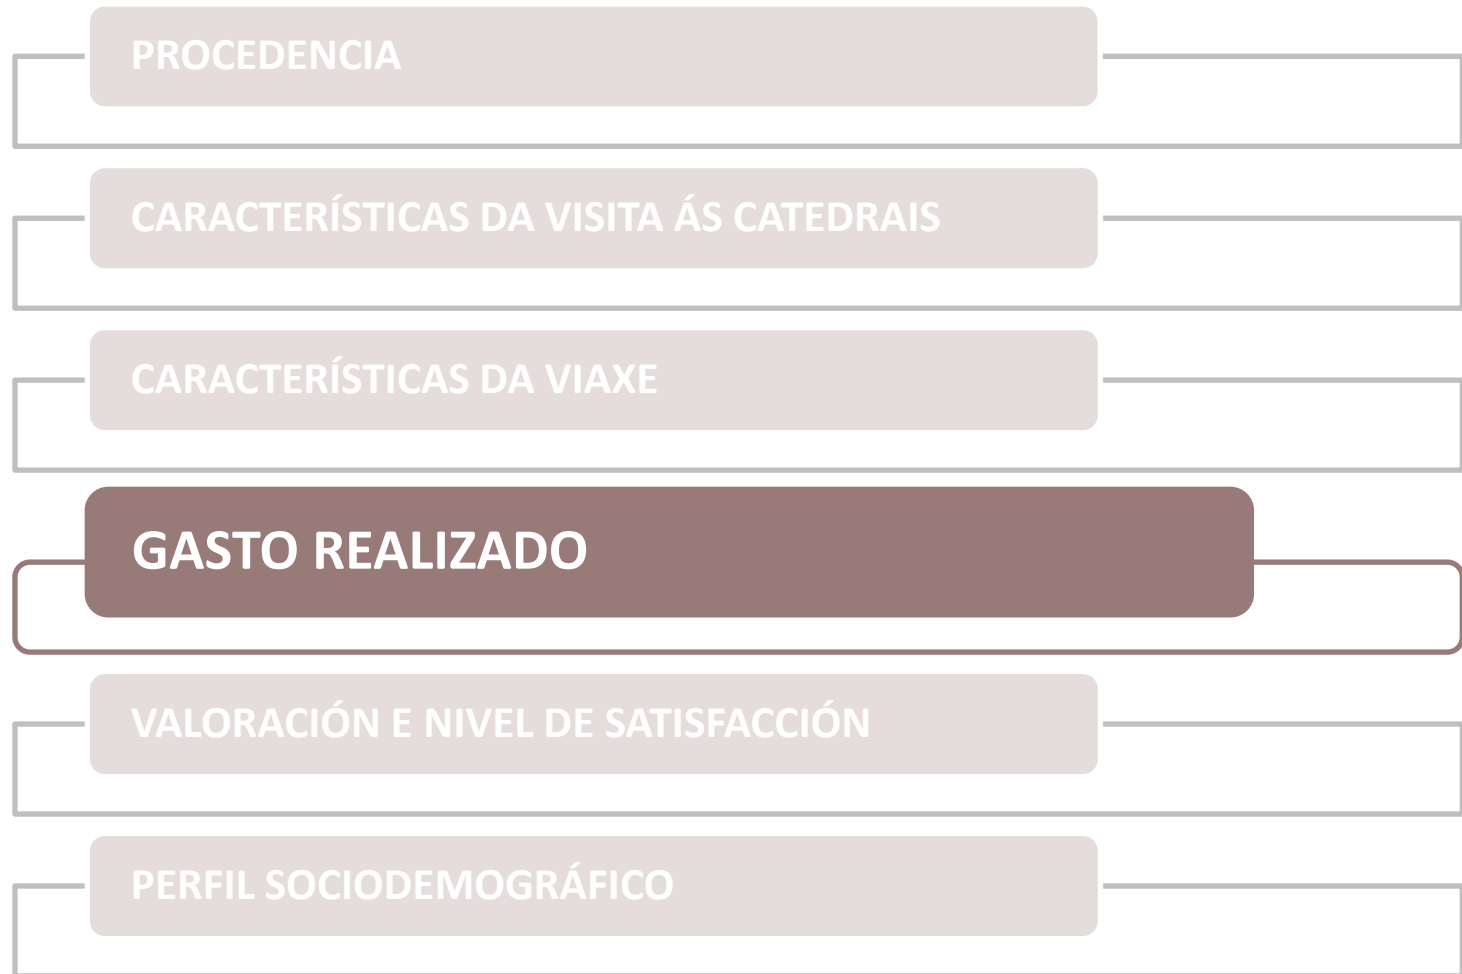 PROCEDENCIA
CARACTERÍSTICAS DA VISITA ÁS CATEDRAIS
CARACTERÍSTICAS DA VIAXE
GASTO REALIZADO
VALORACIÓN E NIVEL DE SATISFACCIÓN
PERFIL SOCIODEMOGRÁFICO